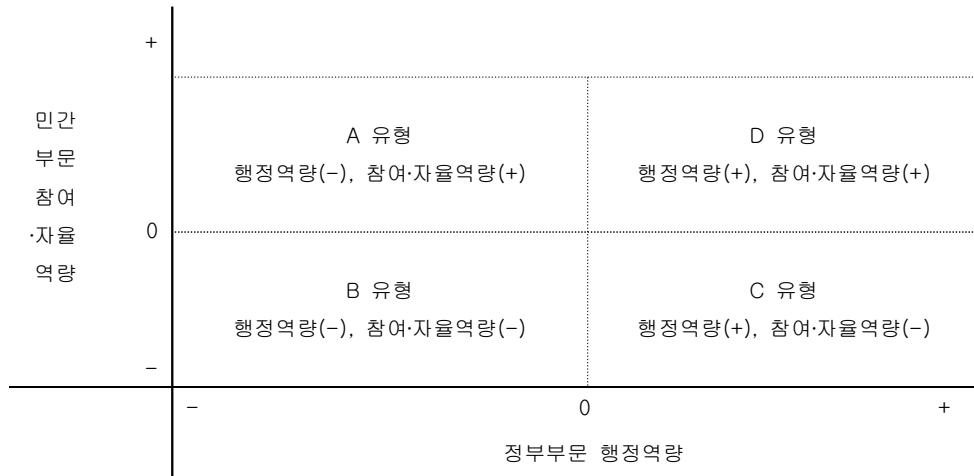 +
민간
부문
참여
·자율
역량
0
−
A 유형
행정역량(−), 참여·자율역량(+)
D 유형
행정역량(+), 참여·자율역량(+)
B 유형
행정역량(−), 참여·자율역량(−)
C 유형
행정역량(+), 참여·자율역량(−)
− 0 +
정부부문 행정역량